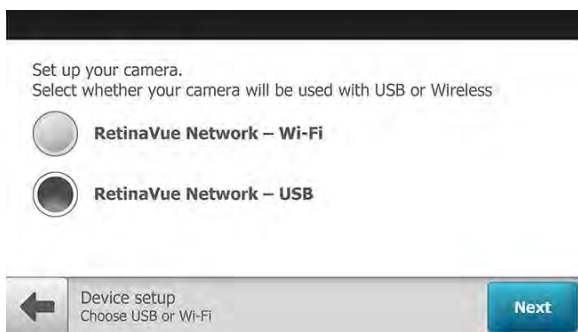 Set up your camera.
Select whether your camera will be used with USB or Wireless
RetinaVue Network – Wi-Fi
RetinaVue Network – USB
Device setup
Choose USB or Wi-Fi
Next